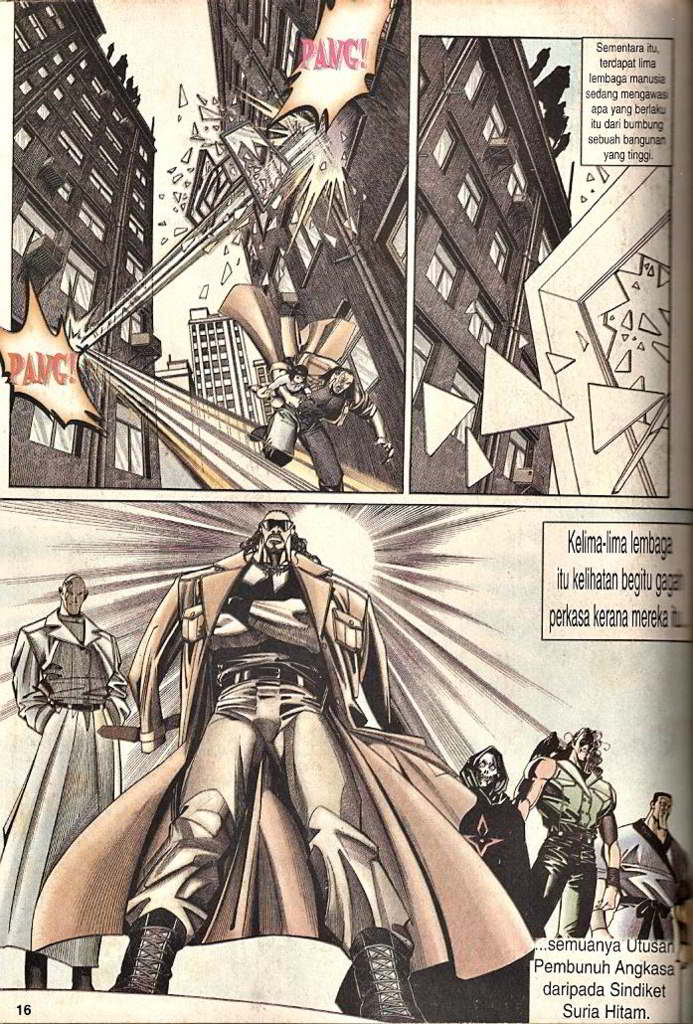 PANG!
PANG!
Sementara itu,
terdapat lima
lembaga manusia
sedang mengawasi
apa yang berlaku
itu dari bumbung
sebuah bangunan
yang tinggi.
Kelima-lima lembaga
itu kelihatan begitu gagah
perkasa kerana mereka itu...
...semuanya Utusan
Pembunuh Angkasa
daripada Sindiket
Suria Hitam.
16